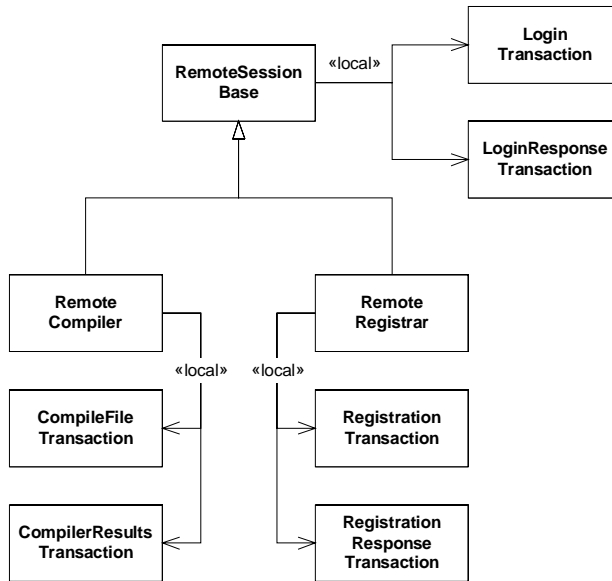 Login
Transaction
RemoteSession
Base
«local»
LoginResponse
Transaction
Remote
Compiler
Remote
Registrar
«local»
«local»
CompileFile
Transaction
Registration
Transaction
CompilerResults
Transaction
Registration
Response
Transaction